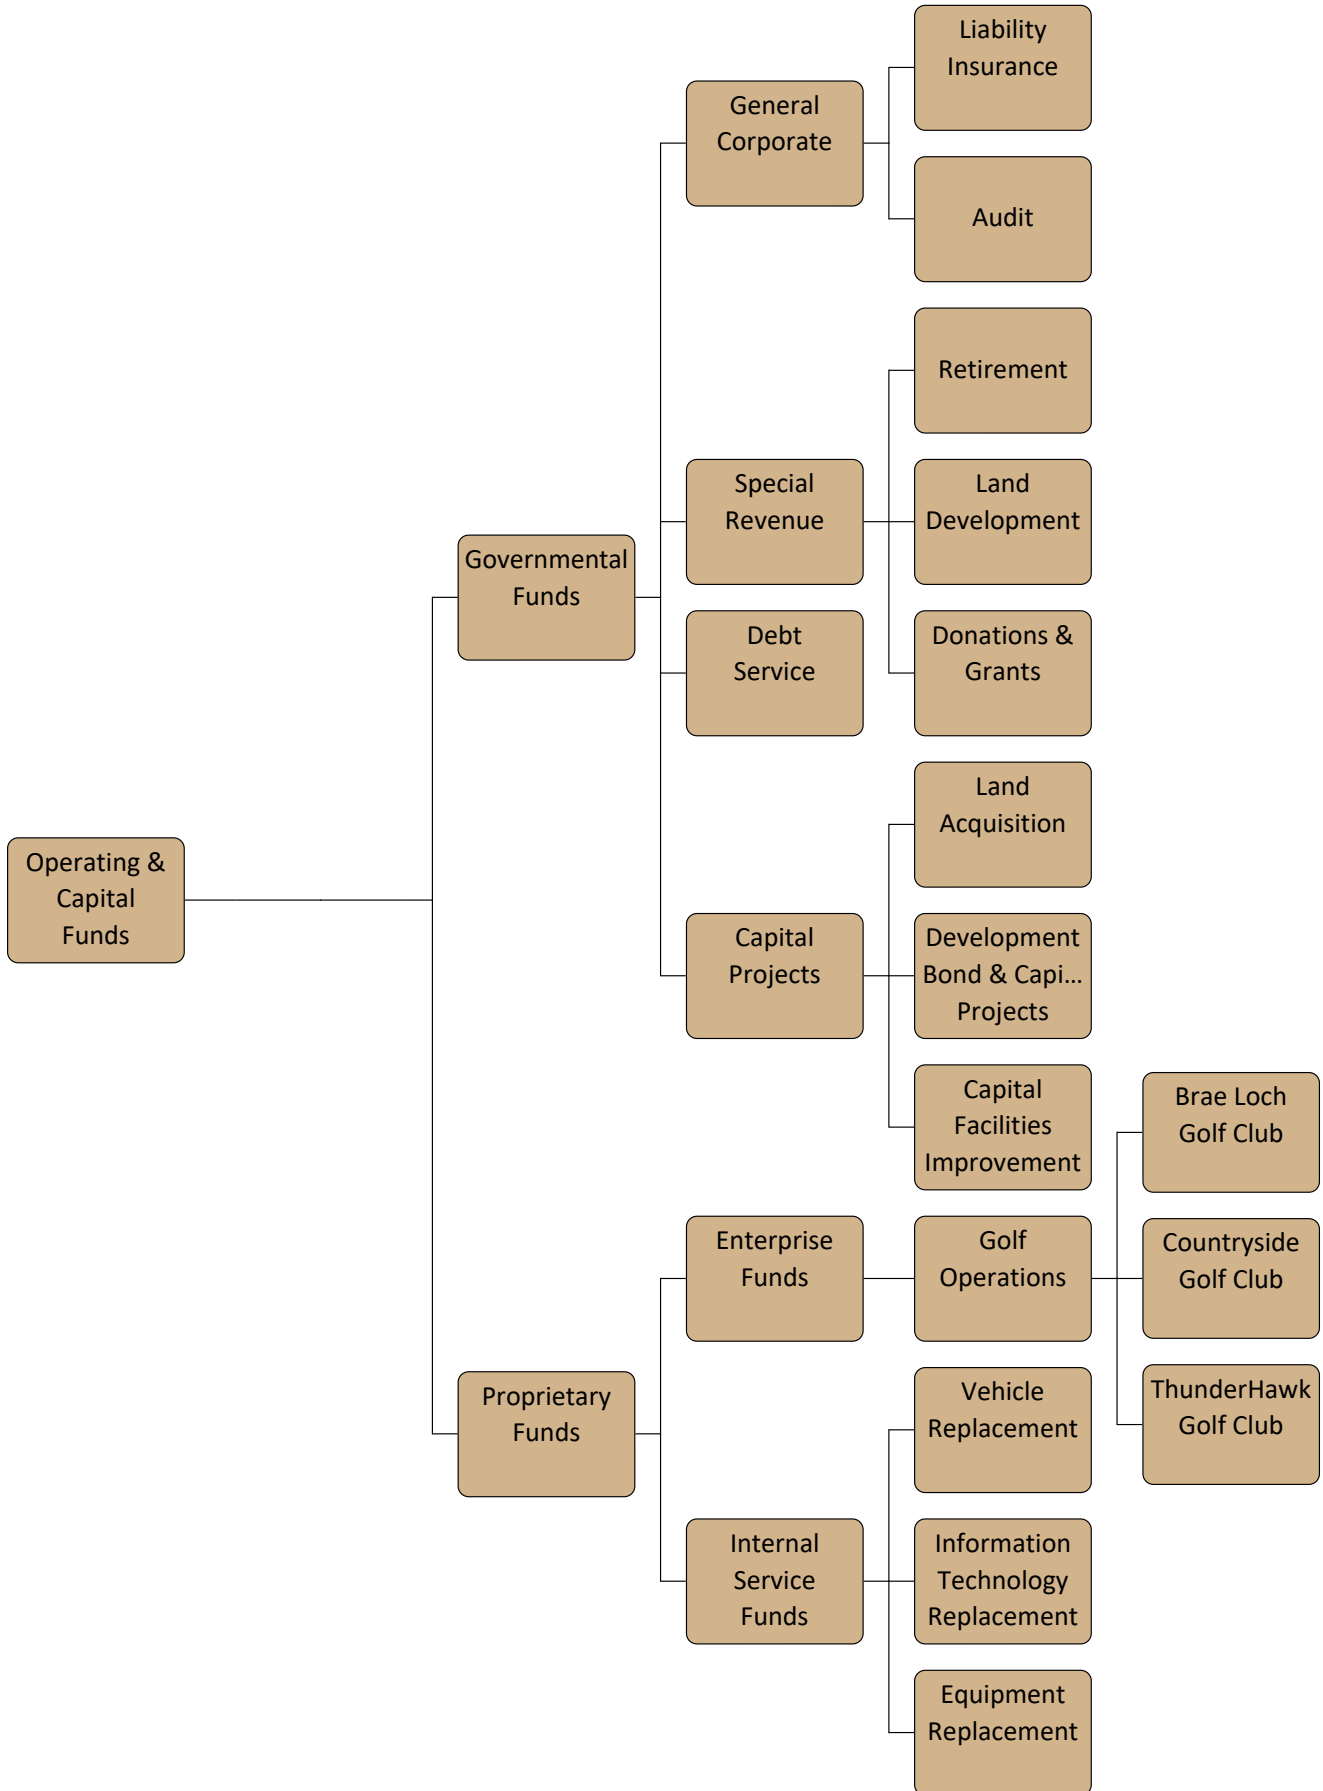 Operating &
Capital
Funds
Governmental
Funds
General
Corporate
Liability
Insurance
Audit
Special
Revenue
Retirement
Land
Development
Donations &
Grants
Debt
Service
Capital
Projects
Land
Acquisition
Development
Bond & Capi...
Projects
Capital
Facilities
Improvement
Proprietary
Funds
Enterprise
Funds
Golf
Operations
Brae Loch
Golf Club
Countryside
Golf Club
ThunderHawk
Golf Club
Internal
Service
Funds
Vehicle
Replacement
Information
Technology
Replacement
Equipment
Replacement